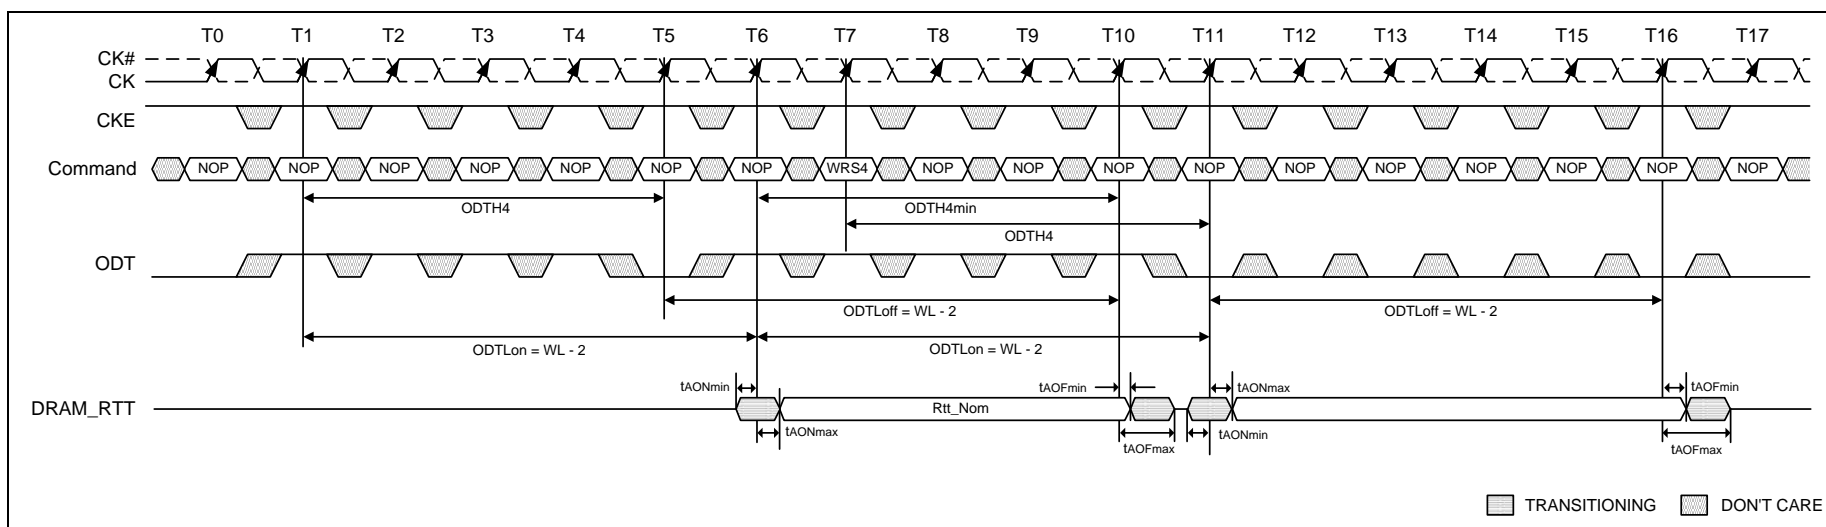 T0 T1 T2 T3 T4 T5 T6 T7 T8 T9 T10 T11 T12 T13 T14 T15 T16 T17
CK#
CK
CKE
Command NOP NOP NOP NOP NOP NOP NOP WRS4 NOP NOP NOP NOP NOP NOP NOP NOP NOP NOP
ODTH4 ODTH4min
ODTH4
ODT
ODTLoff = WL - 2 ODTLoff = WL - 2
ODTLon = WL - 2 ODTLon = WL - 2
tAONmin tAOFmin tAONmax tAOFmin
DRAM_RTT Rtt_Nom
tAONmax tAOFmax tAONmin tAOFmax
TRANSITIONING DON'T CARE